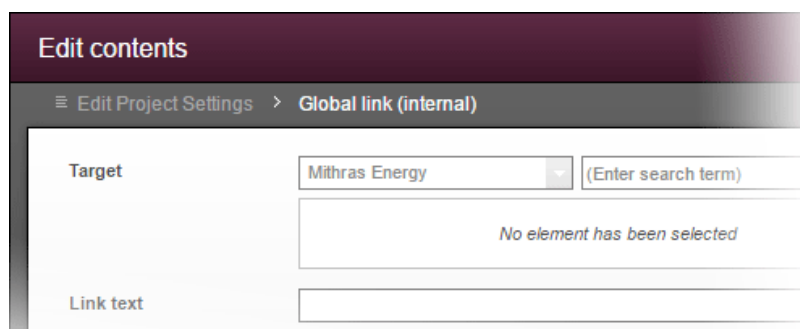 Edit contents
Edit Project Settings > Global link (internal)
Target Mithras Energy (Enter search term)
No element has been selected
Link text